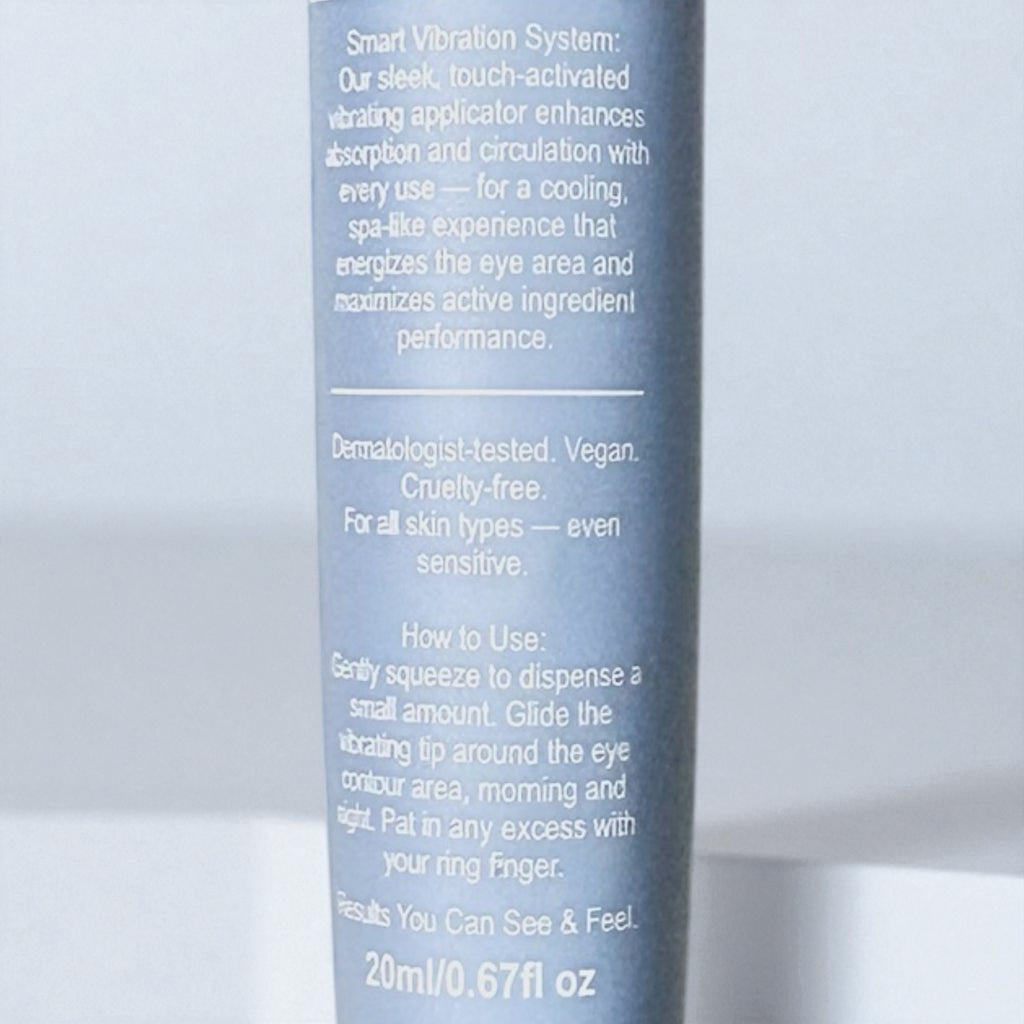 Smart Vibration System:
Our sleek, touch-activated
vibrating applicator enhances
absorption and circulation with
every use — for a cooling,
spa-like experience that
energizes the eye area and
maximizes active ingredient
performance.
Dermatologist-tested. Vegan.
Cruelty-free.
For all skin types — even
sensitive.
How to Use:
Gently squeeze to dispense a
small amount. Glide the
vibrating tip around the eye
contour area, morning and
night. Pat in any excess with
your ring finger.
Results You Can See & Feel.
20ml/0.67fl oz